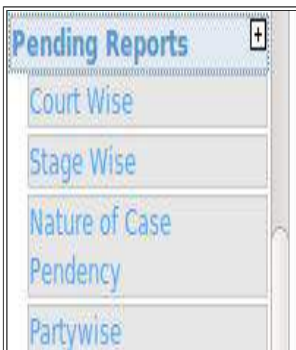 Pending Reports
Court Wise
Stage Wise
Nature of Case
Pendency
Partywise